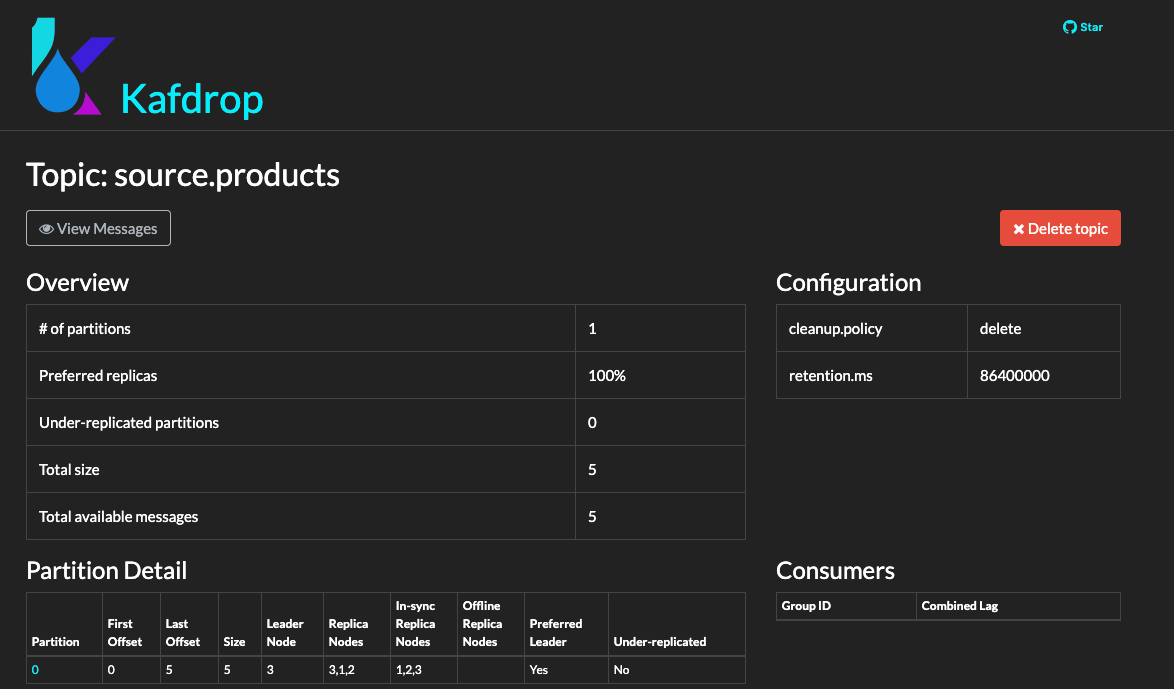 Star
Kafdrop
Topic: source.products
View Messages
Delete topic
Overview
# of partitions 1
Preferred replicas 100%
Under-replicated partitions 0
Total size 5
Total available messages 5
Configuration
cleanup.policy delete
retention.ms 86400000
Partition Detail
Partition First Offset Last Offset Size Leader Node Replica Nodes In-sync Replica Nodes Offline Replica Nodes Preferred Leader Under-replicated
0 0 5 5 3 3,1,2 1,2,3 Yes No
Consumers
Group ID Combined Lag